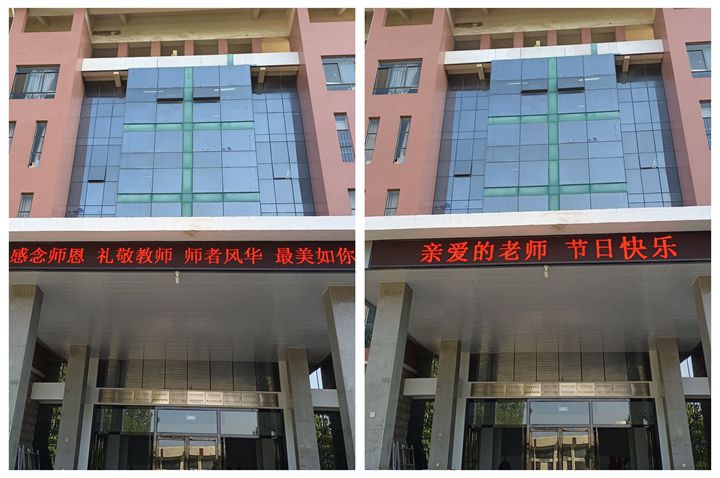 感念师恩 礼敬教师 师者风华 最美如你
亲爱的老师 节日快乐